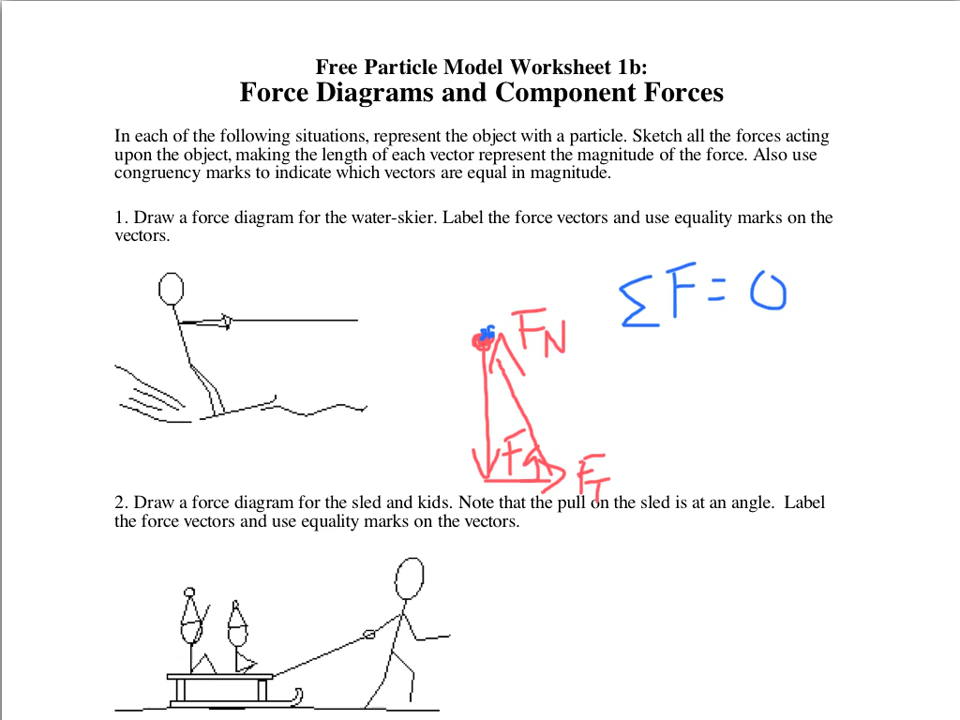 Free Particle Model Worksheet 1b:
Force Diagrams and Component Forces
In each of the following situations, represent the object with a particle. Sketch all the forces acting
upon the object, making the length of each vector represent the magnitude of the force. Also use
congruency marks to indicate which vectors are equal in magnitude.
1. Draw a force diagram for the water-skier. Label the force vectors and use equality marks on the
vectors.
ΣF = 0
F_N
F_g
F_T
2. Draw a force diagram for the sled and kids. Note that the pull on the sled is at an angle. Label
the force vectors and use equality marks on the vectors.